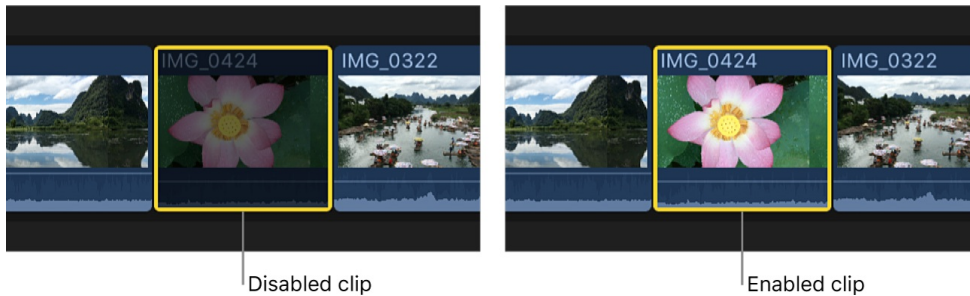 IMG_0424
IMG_0322
IMG_0424
IMG_0322
Disabled clip
Enabled clip